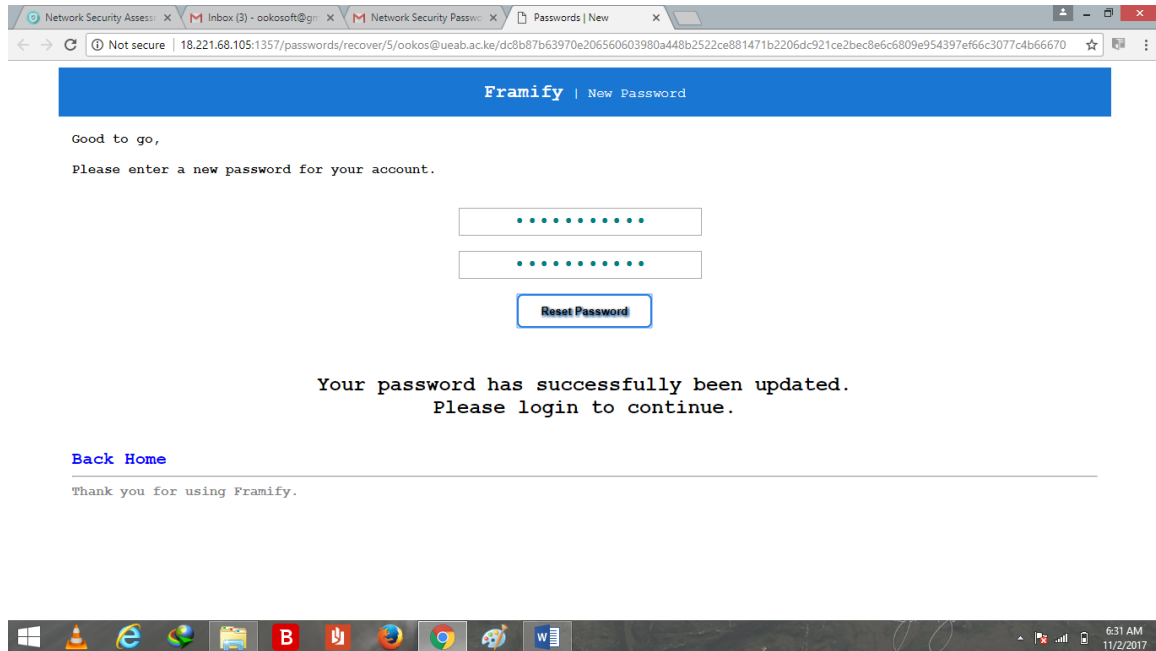 Network Security Assess
Inbox (3) - ookosoft@gm
Network Security Passwo
Passwords | New
Not secure | 18.221.68.105:1357/passwords/recover/5/ookos@ueab.ac.ke/dc8b87b63970e206560603980a448b2522ce881471b2206dc921ce2bec8e6c6809e954397ef66c3077c4b66670
Framify | New Password
Good to go,
Please enter a new password for your account.
Reset Password
Your password has successfully been updated.
Please login to continue.
Back Home
Thank you for using Framify.
B
6:31 AM
11/2/2017